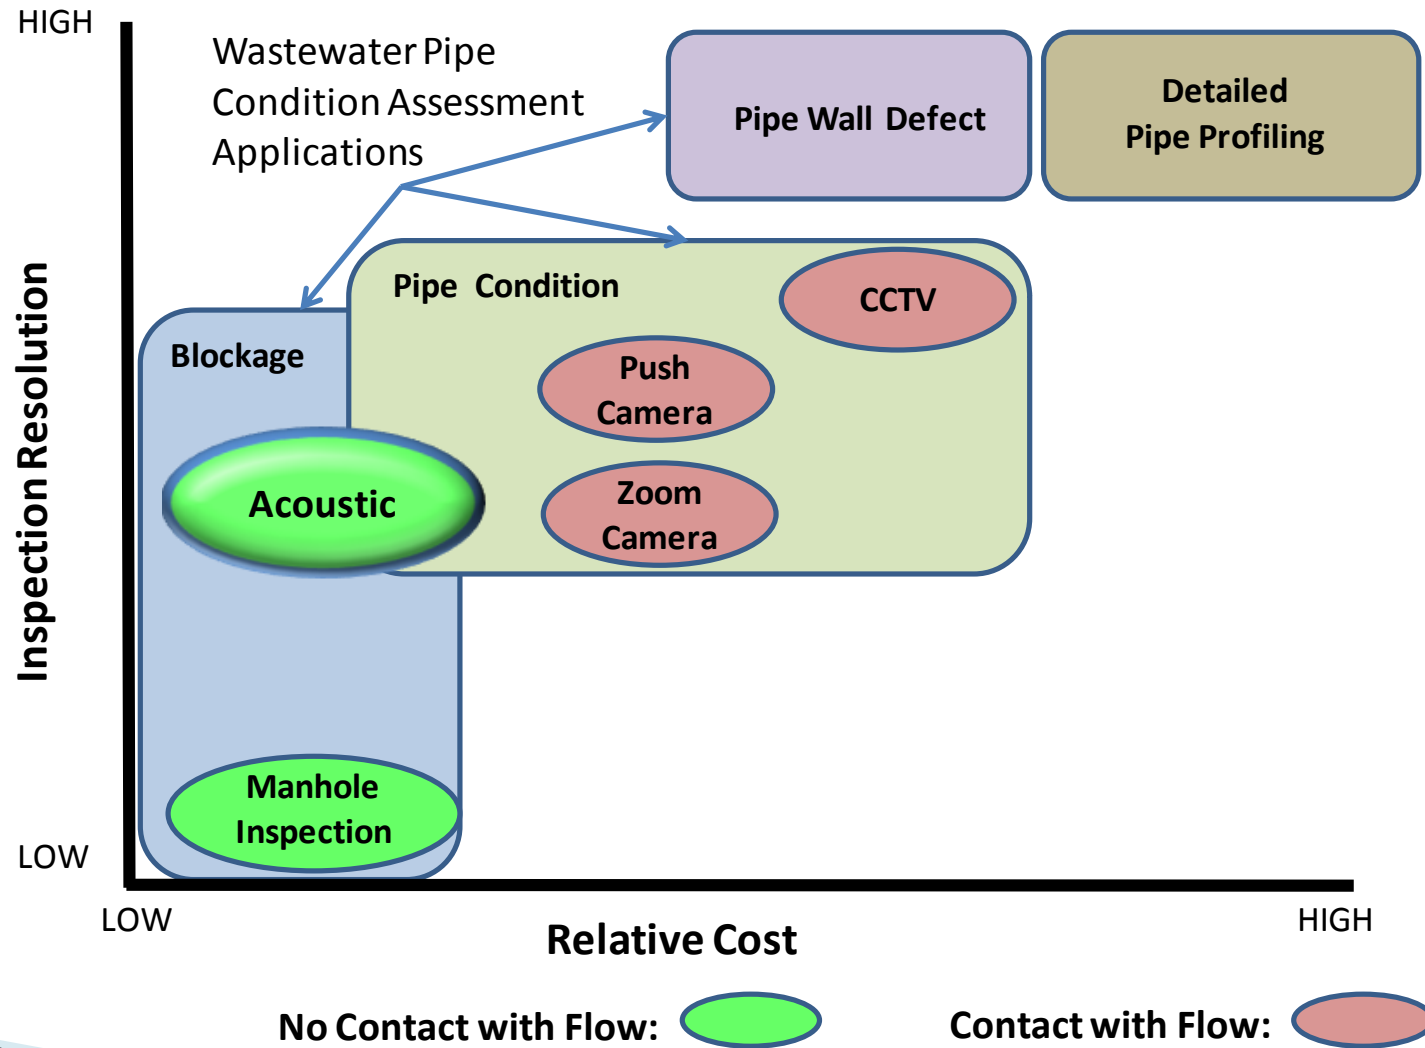 HIGH
Wastewater Pipe
Condition Assessment
Applications
Pipe Wall Defect
Detailed
Pipe Profiling
Pipe Condition
CCTV
Blockage
Push
Camera
Acoustic
Zoom
Camera
Inspection Resolution
Manhole
Inspection
LOW
LOW
HIGH
Relative Cost
No Contact with Flow:
Contact with Flow: